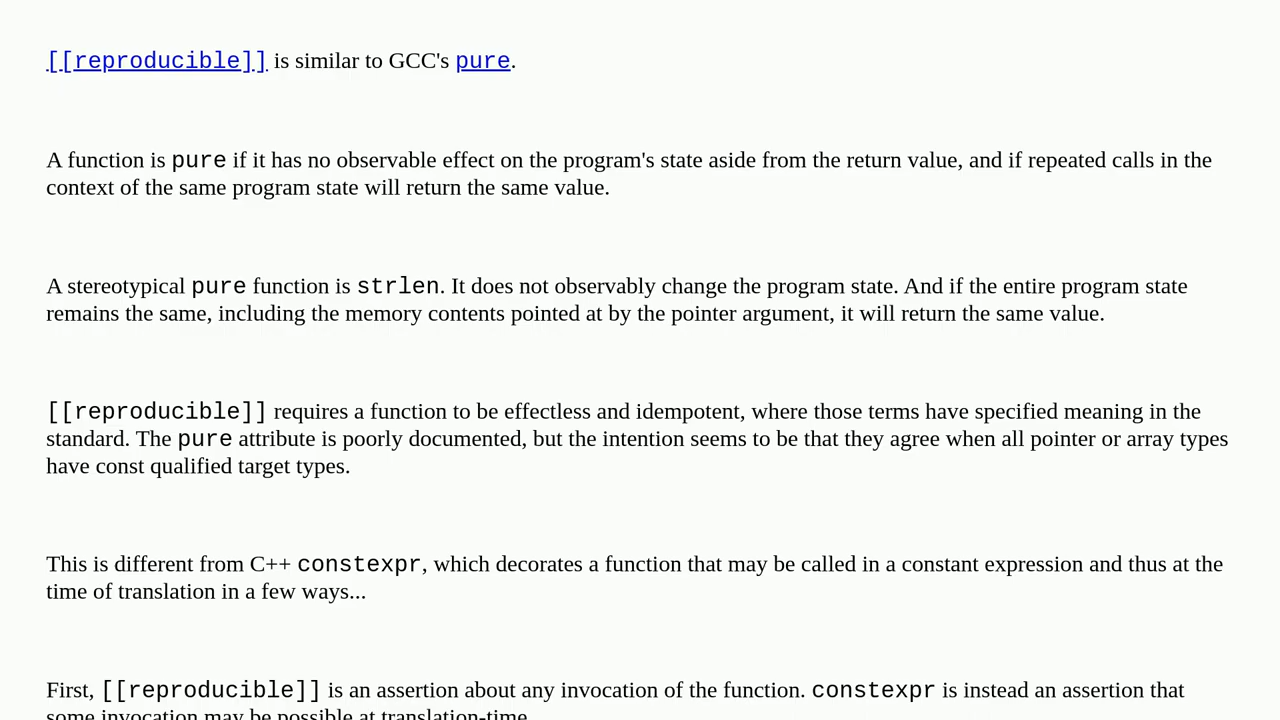 [[reproducible]] is similar to GCC's pure.
A function is pure if it has no observable effect on the program's state aside from the return value, and if repeated calls in the
context of the same program state will return the same value.
A stereotypical pure function is strlen. It does not observably change the program state. And if the entire program state
remains the same, including the memory contents pointed at by the pointer argument, it will return the same value.
[[reproducible]] requires a function to be effectless and idempotent, where those terms have specified meaning in the
standard. The pure attribute is poorly documented, but the intention seems to be that they agree when all pointer or array types
have const qualified target types.
This is different from C++ constexpr, which decorates a function that may be called in a constant expression and thus at the
time of translation in a few ways...
First, [[reproducible]] is an assertion about any invocation of the function. constexpr is instead an assertion that
some invocation may be possible at translation-time.